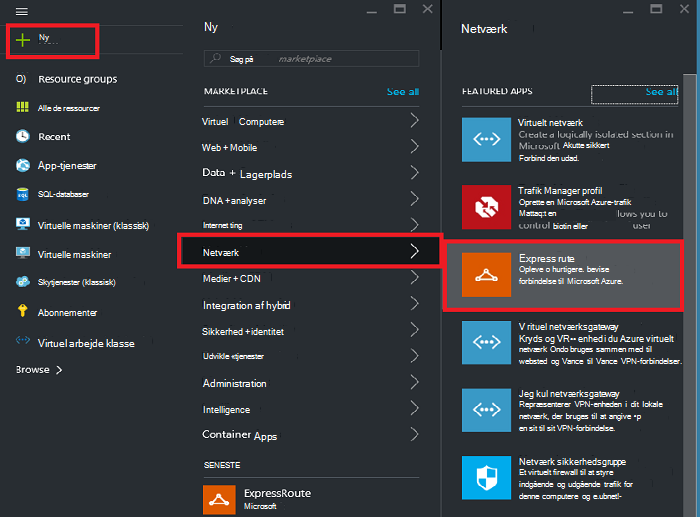 Ny
Resource groups
Alle de ressourcer
Recent
App-tjenester
SQL-databaser
Virtuelle maskiner (klassisk)
Virtuelle maskiner
Skytjenester (klassisk)
Abonnementer
Virtuel arbejde klasse
Browse
Ny
Søg på marketplace
MARKETPLACE See all
Virtuel Computere
Web + Mobile
Data + Lagerplads
DNA +analyser
Internet ting
Netværk
Medier + CDN
Integration af hybrid
Sikkerhed +identitet
Udvikle +tjenester
Administration
Intelligence
Container Apps
SENESTE
ExpressRoute
Microsoft
Netværk
FEATURED APPS See all
Virtuelt netværk
Create a logically isolated section in
Microsoft Akutte sikkert
Forbind den udad.
Trafik Manager profil
Oprette en Microsoft Azure-trafik
Mattaq:t en lows you to
control biotin eller user
Express rute
Opleve o hurtigere. bevise
forbindelse til Microsoft Azure.
V rituel netværksgateway
Kryds og VR•• enhed i du Azure virtuelt
netværk Ondo bruges sammen med til
websted og Vance til Vance VPN-forbindelser.
Jeg kul netværksgateway
Repræsenterer VPN-enheden i dit lokale
netværk, der bruges til at angive •p
en sit til sit VPN-forbindelse.
Netværk sikkerhedsgruppe
Et virtuelt firewall til at styre
indgående og udgående trafik for
denne computere og e.ubnet!-